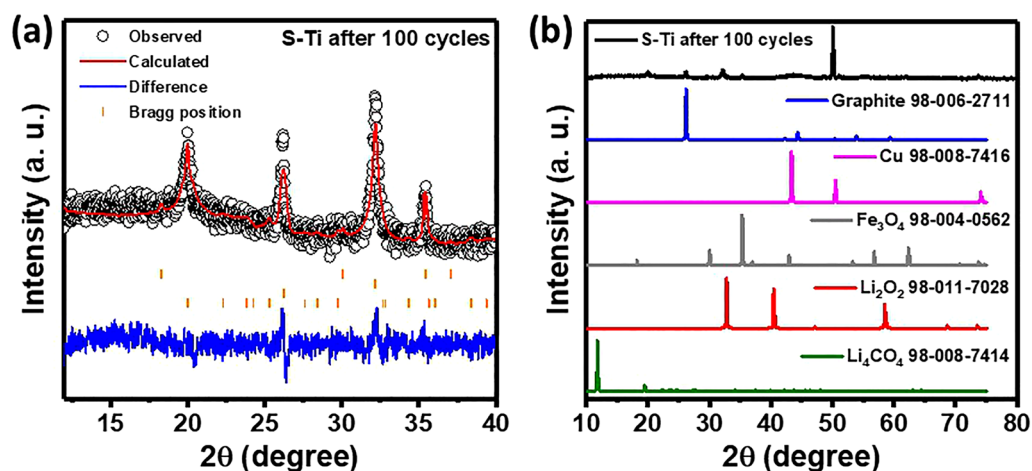 (a)
Observed
Calculated
Difference
Bragg position
S-Ti after 100 cycles
Intensity (a. u.)
15 20 25 30 35 40
2θ (degree)
(b)
S-Ti after 100 cycles
Graphite 98-006-2711
Cu 98-008-7416
Fe₃O₄ 98-004-0562
Li₂O₂ 98-011-7028
Li₄CO₄ 98-008-7414
Intensity (a. u.)
10 20 30 40 50 60 70 80
2θ (degree)